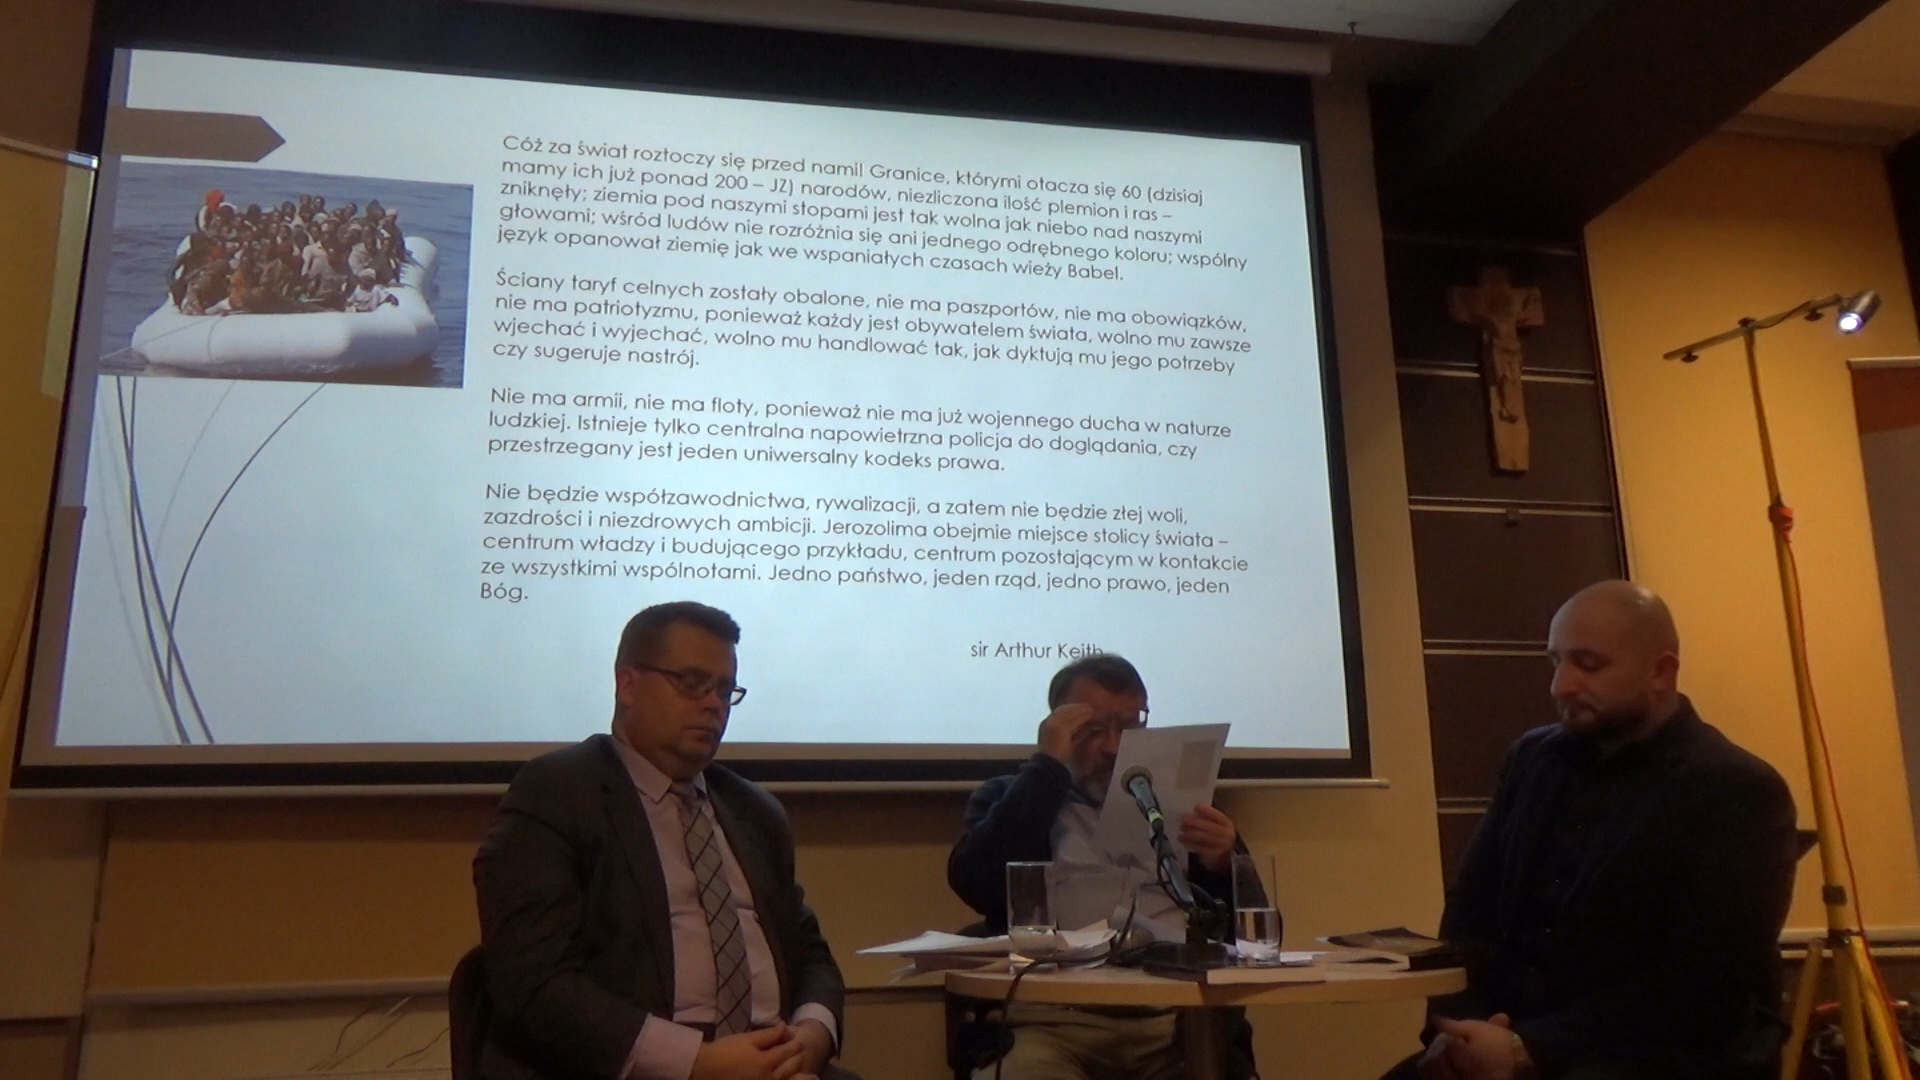 Cóż za świat roztoczy się przed nami! Granice, którymi otacza się 60 (dzisiaj
mamy ich już ponad 200 – JZ) narodów, niezliczona ilość plemion i ras –
zniknęły; ziemia pod naszymi stopami jest tak wolna jak niebo nad naszymi
głowami; wśród ludów nie rozróżnia się ani jednego odrębnego koloru; wspólny
język opanował ziemię jak we wspaniałych czasach wieży Babel.
Ściany taryf celnych zostały obalone, nie ma paszportów, nie ma obowiązków,
nie ma patriotyzmu, ponieważ każdy jest obywatelem świata, wolno mu zawsze
wjechać i wyjechać, wolno mu handlować tak, jak dyktują mu jego potrzeby
czy sugeruje nastrój.
Nie ma armii, nie ma floty, ponieważ nie ma już wojennego ducha w naturze
ludzkiej. Istnieje tylko centralna napowietrzna policja do doglądania, czy
przestrzegany jest jeden uniwersalny kodeks prawa.
Nie będzie współzawodnictwa, rywalizacji, a zatem nie będzie złej woli,
zazdrości i niezdrowych ambicji. Jerozolima obejmie miejsce stolicy świata –
centrum władzy i budującego przykładu, centrum pozostającym w kontakcie
ze wszystkimi wspólnotami. Jedno państwo, jeden rząd, jedno prawo, jeden
Bóg.
sir Arthur Keith